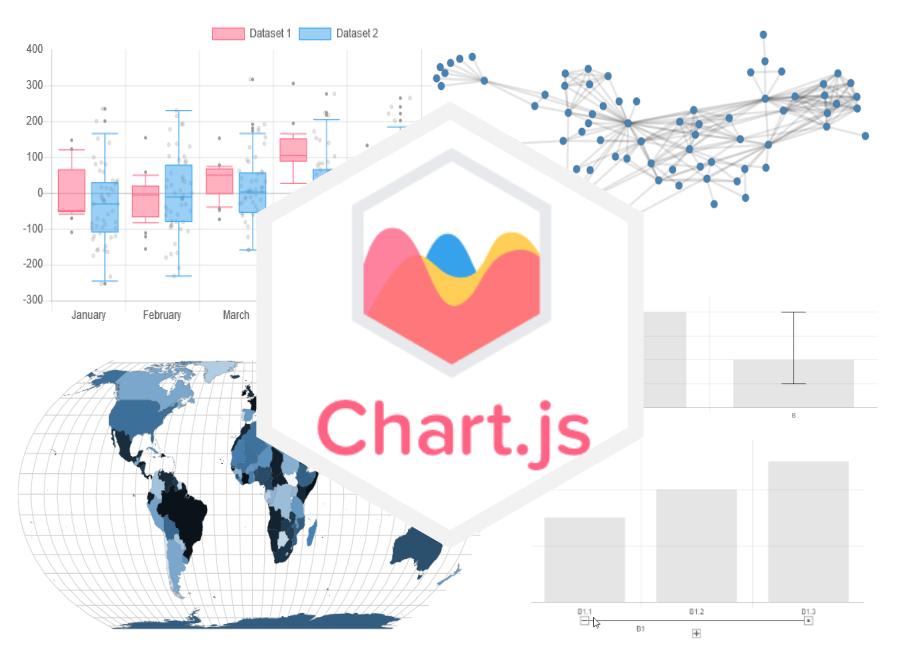 Dataset 1 Dataset 2
400
300
200
100
0
-100
-200
-300
January February March
Chart.js
B
B1.1 B1.2 B1.3
B1